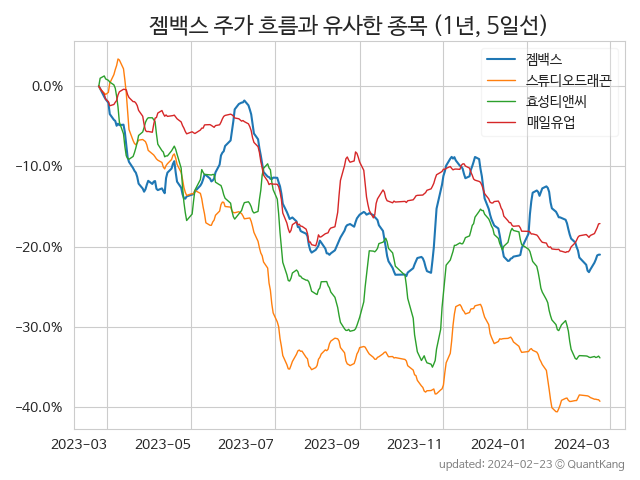 젬백스 주가 흐름과 유사한 종목 (1년, 5일선)
젬백스
스튜디오드래곤
효성티앤씨
매일유업
0.0%
−10.0%
−20.0%
−30.0%
−40.0%
2023-03 2023-05 2023-07 2023-09 2023-11 2024-01 2024-03
updated: 2024-02-23 © QuantKang